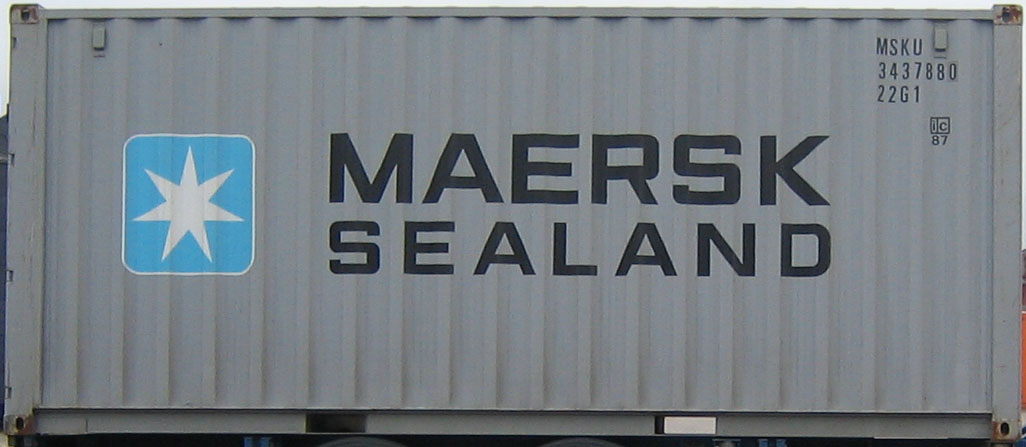 MSKU
3437880
22G1
ic
87
MAERSK
SEALAND